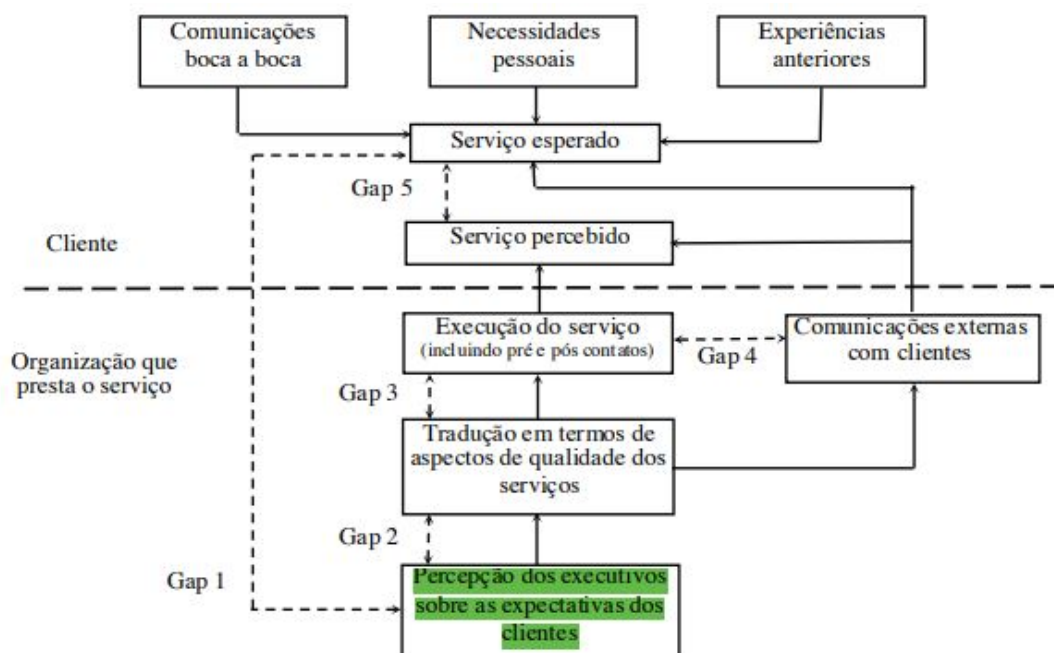 Comunicações
boca a boca
Necessidades
pessoais
Experiências
anteriores
Serviço esperado
Gap 5
Serviço percebido
Cliente
Execução do serviço
(incluindo pré e pós contatos)
Gap 4
Comunicações externas
com clientes
Organização que
presta o serviço
Gap 3
Tradução em termos de
aspectos de qualidade dos
serviços
Gap 2
Gap 1
Percepção dos executivos
sobre as expectativas dos
clientes